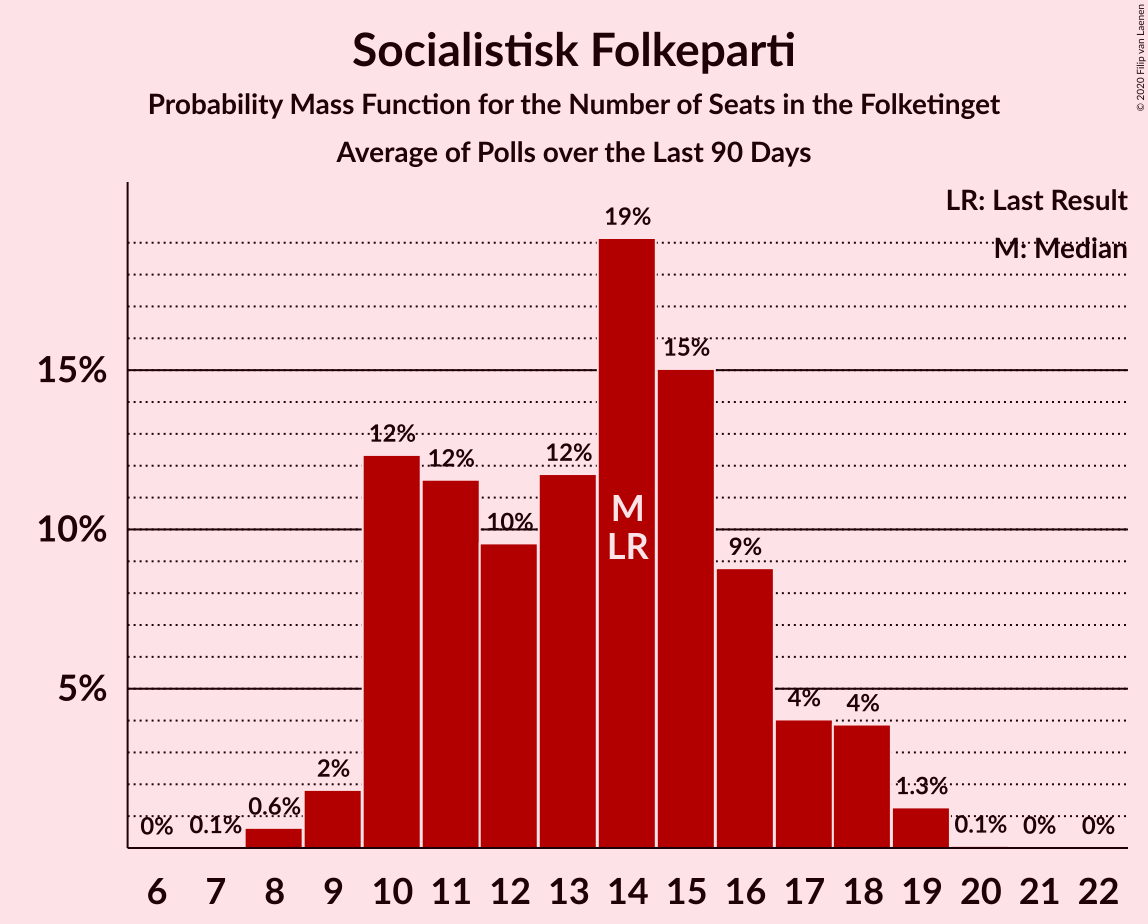 Socialistisk Folkeparti
Probability Mass Function for the Number of Seats in the Folketinget
Average of Polls over the Last 90 Days
© 2020 Filip van Laenen
LR: Last Result
M: Median
15%
10%
5%
0%
0.1%
0.6%
2%
12%
12%
10%
12%
19%
15%
9%
4%
4%
1.3%
0.1%
0%
0%
M
LR
6 7 8 9 10 11 12 13 14 15 16 17 18 19 20 21 22